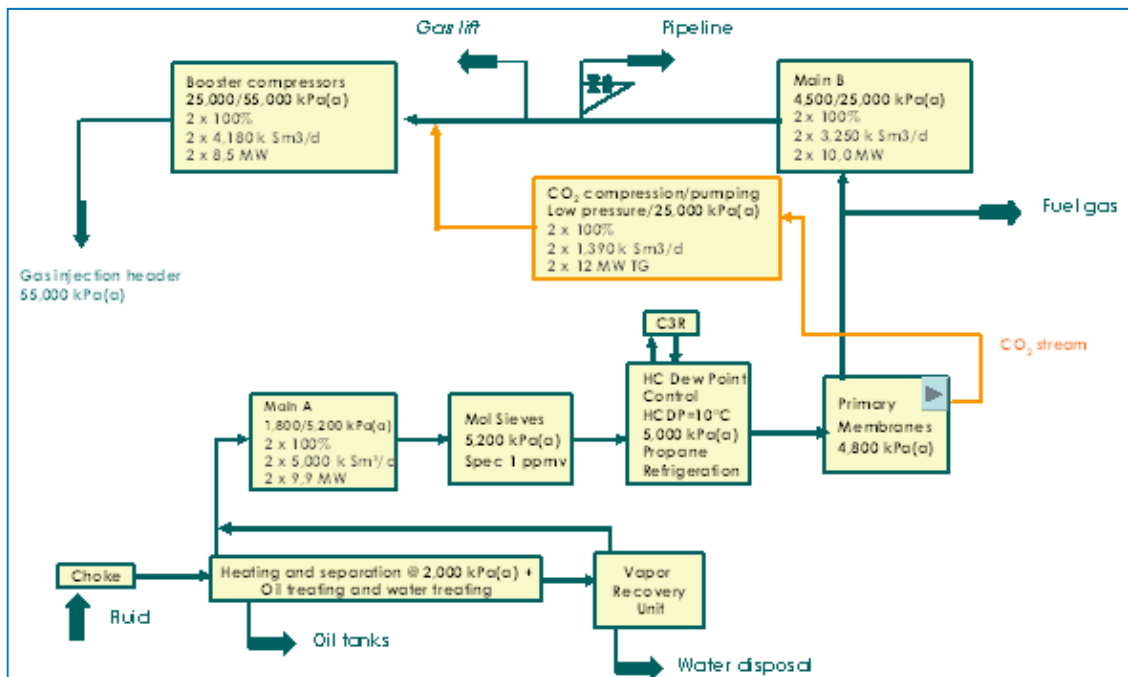 Gas lift
Pipeline
Booster compressors
25,000/55,000 kPa(a)
2 x 100%
2 x 4,180 k Sm3/d
2 x 8,5 MW
Main B
4,500/25,000 kPa(a)
2 x 100%
2 x 3,250 k Sm3/d
2 x 10,0 MW
CO₂ compression/pumping
Low pressure/25,000 kPa(a)
2 x 100%
2 x 1,390 k Sm3/d
2 x 12 MW TG
Fuel gas
Gas injection header
55,000 kPa(a)
C3R
CO₂ stream
Main A
1,800/5,200 kPa(a)
2 x 100%
2 x 5,000 k Sm³/d
2 x 9,9 MW
Mol Sieves
5,200 kPa(a)
Spec 1 ppmv
HC Dew Point
Control
HCDP=10°C
5,000 kPa(a)
Propane
Refrigeration
Primary
Membranes
4,800 kPa(a)
Choke
Heating and separation @ 2,000 kPa(a) +
Oil treating and water treating
Vapor
Recovery
Unit
Fluid
Oil tanks
Water disposal